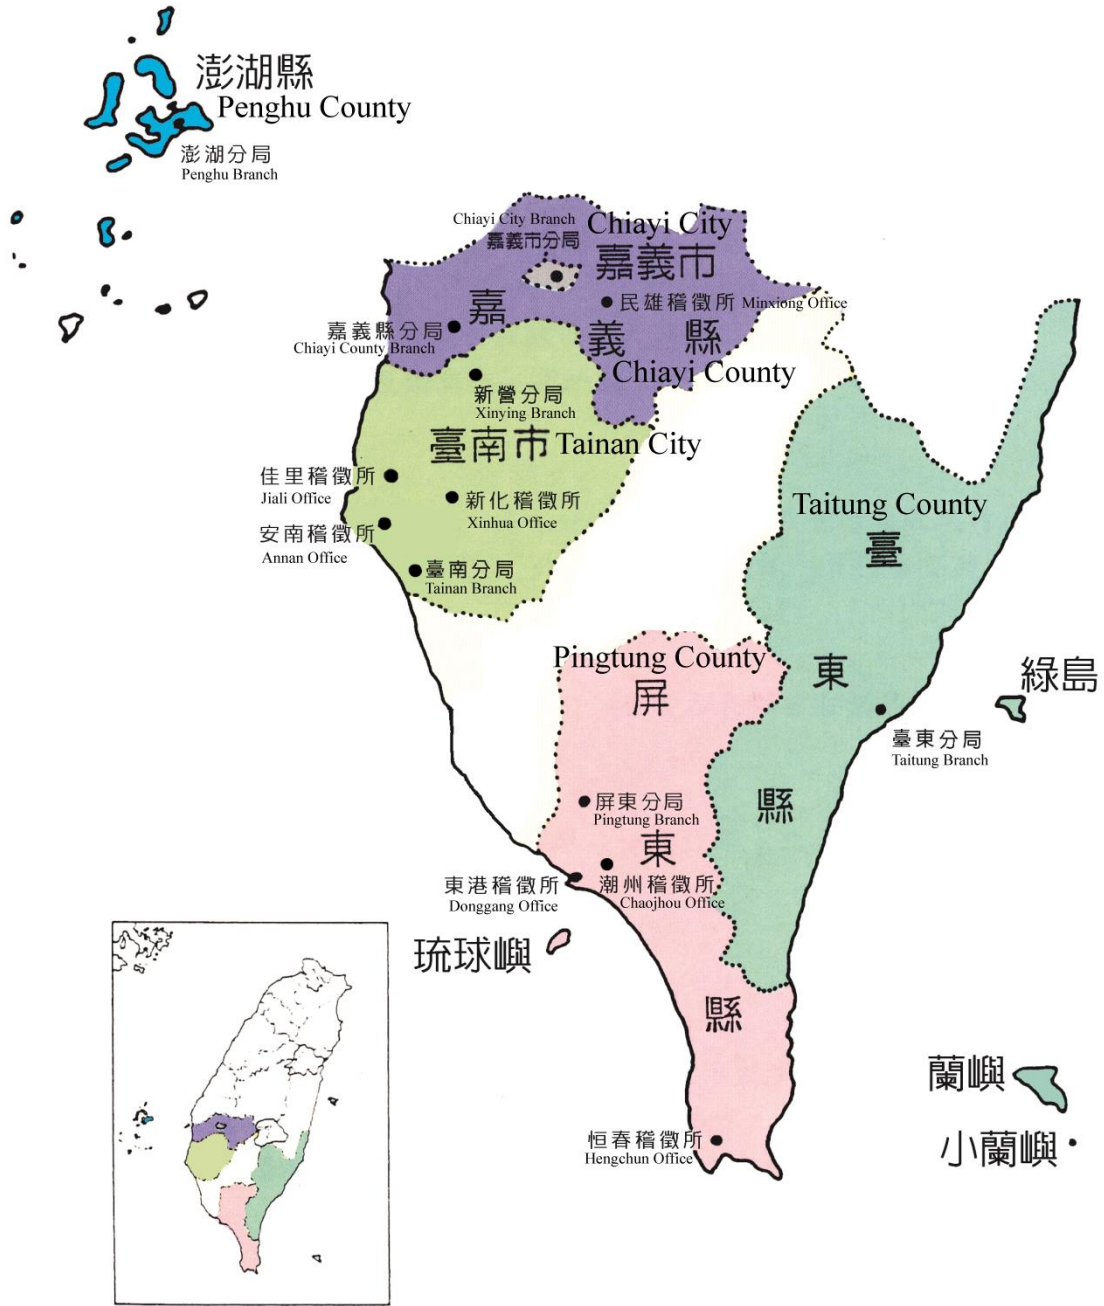 澎湖縣
Penghu County
澎湖分局
Penghu Branch
Chiayi City Branch
嘉義市分局
Chiayi City
嘉義市
民雄稽徵所 Minxiong Office
嘉義縣
Chiayi County
嘉義縣分局
Chiayi County Branch
新營分局
Xinying Branch
臺南市 Tainan City
佳里稽徵所
Jiali Office
新化稽徵所
Xinhua Office
安南稽徵所
Annan Office
臺南分局
Tainan Branch
Taitung County
臺東縣
臺東分局
Taitung Branch
綠島
Pingtung County
屏東縣
屏東分局
Pingtung Branch
東港稽徵所
Donggang Office
潮州稽徵所
Chaojhou Office
琉球嶼
恒春稽徵所
Hengchun Office
蘭嶼
小蘭嶼